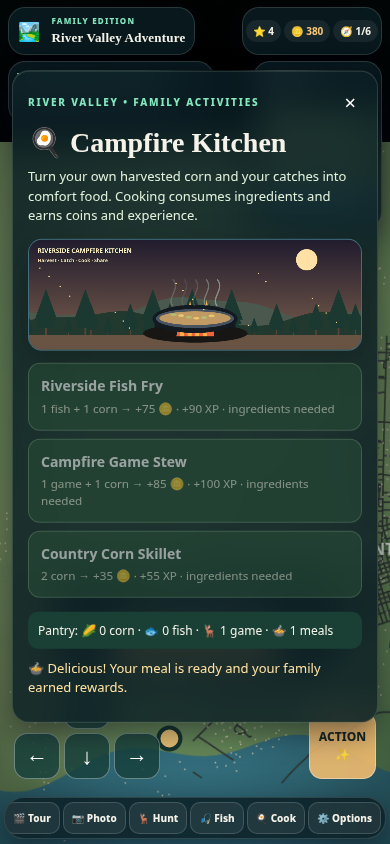 FAMILY EDITION
River Valley Adventure
4
380
1/6
RIVER VALLEY • FAMILY ACTIVITIES
×
🍳 Campfire Kitchen
Turn your own harvested corn and your catches into
comfort food. Cooking consumes ingredients and
earns coins and experience.
RIVERSIDE CAMPFIRE KITCHEN
Harvest · Catch · Cook · Share
Riverside Fish Fry
1 fish + 1 corn → +75 🪙 · +90 XP · ingredients needed
Campfire Game Stew
1 game + 1 corn → +85 🪙 · +100 XP · ingredients
needed
Country Corn Skillet
2 corn → +35 🪙 · +55 XP · ingredients needed
Pantry: 🌽 0 corn · 🐟 0 fish · 🦌 1 game · 🍲 1 meals
🍲 Delicious! Your meal is ready and your family
earned rewards.
ACTION
← ↓ →
🎬 Tour
📷 Photo
🦌 Hunt
🎣 Fish
🍳 Cook
⚙️ Options